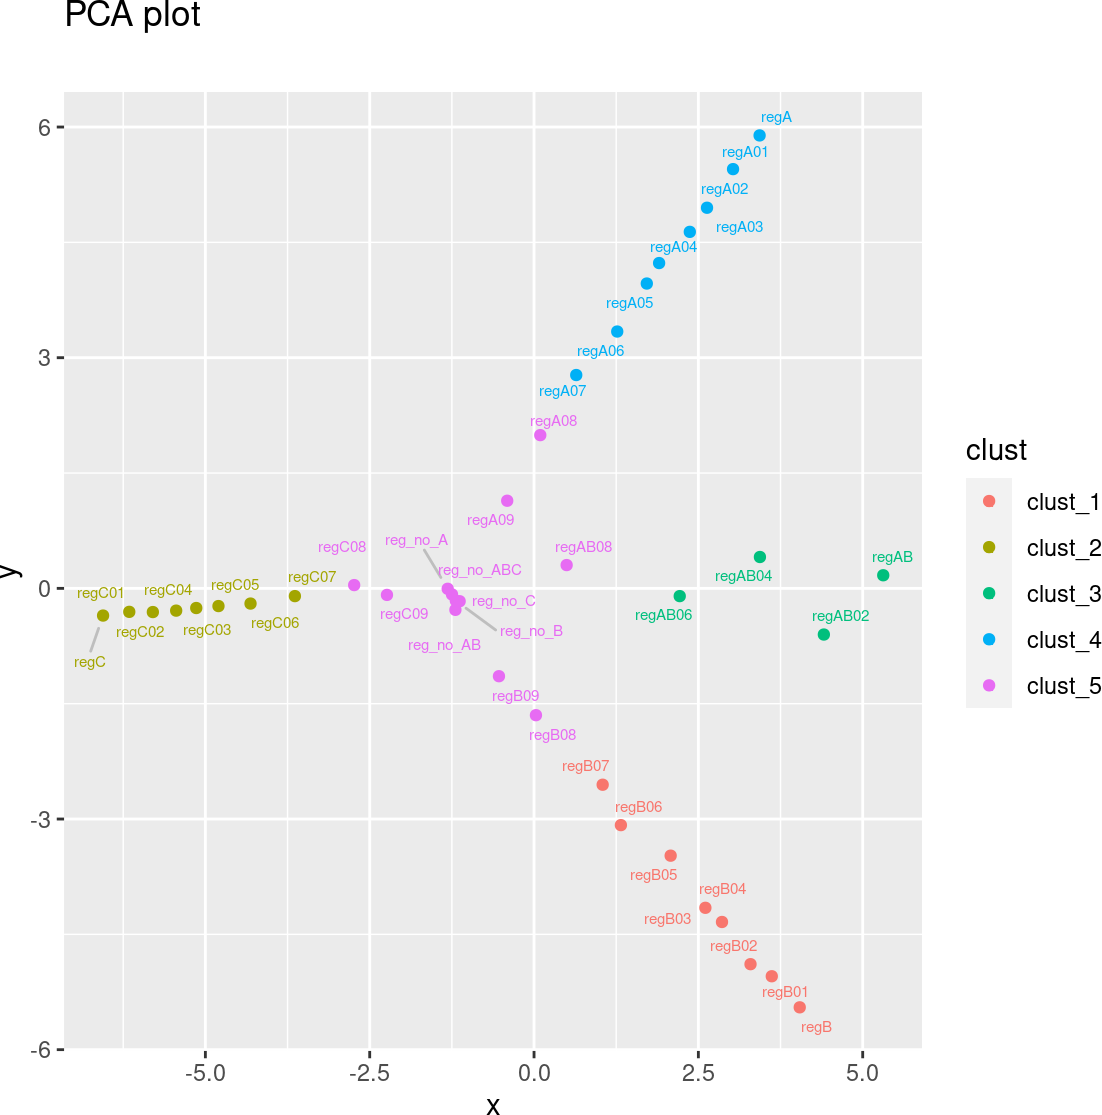 PCA plot
regA
regA01
regA02
regA03
regA04
regA05
regA06
regA07
regA08
regA09
reg_no_A
regC08
regAB08
regAB
reg_no_ABC
regAB04
regC07
regC05
regC04
regC01
reg_no_C
regC09
regAB06
regAB02
regC06
regC03
regC02
reg_no_B
reg_no_AB
regC
regB09
regB08
regB07
regB06
regB05
regB04
regB03
regB02
regB01
regB
6
3
0
-3
-6
-5.0
-2.5
0.0
2.5
5.0
x
y
clust
clust_1
clust_2
clust_3
clust_4
clust_5